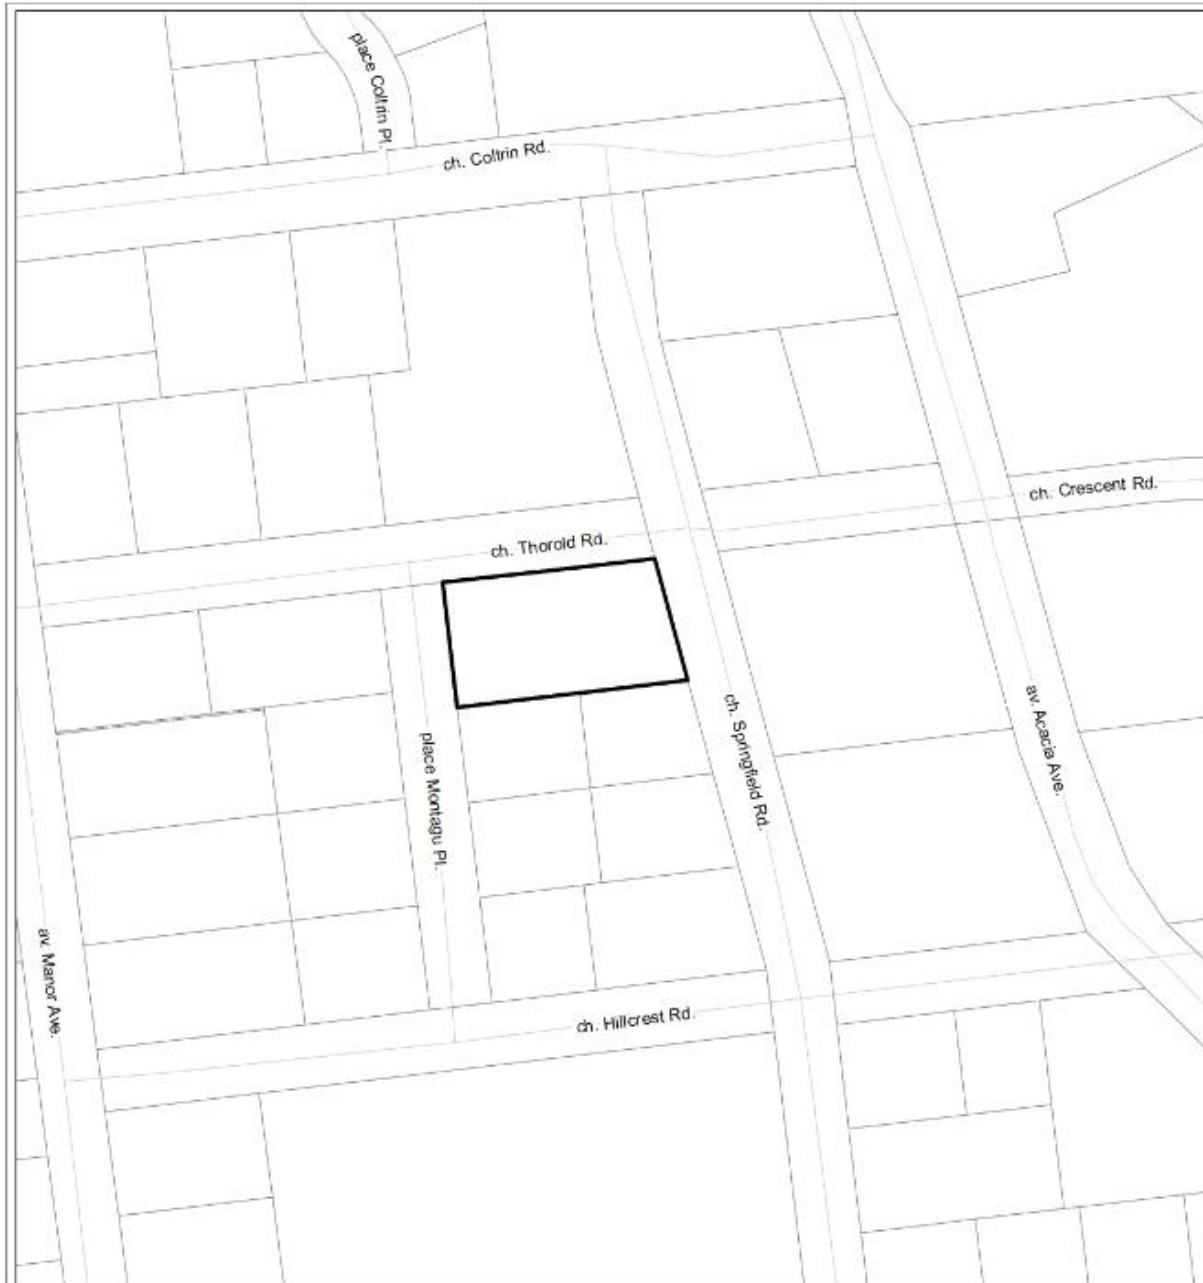 place Coltrin Pl.
ch. Coltrin Rd.
ch. Crescent Rd.
ch. Thorold Rd.
place Montagu Pl.
ch. Springfield Rd.
av. Acacia Ave.
av. Manor Ave.
ch. Hillcrest Rd.